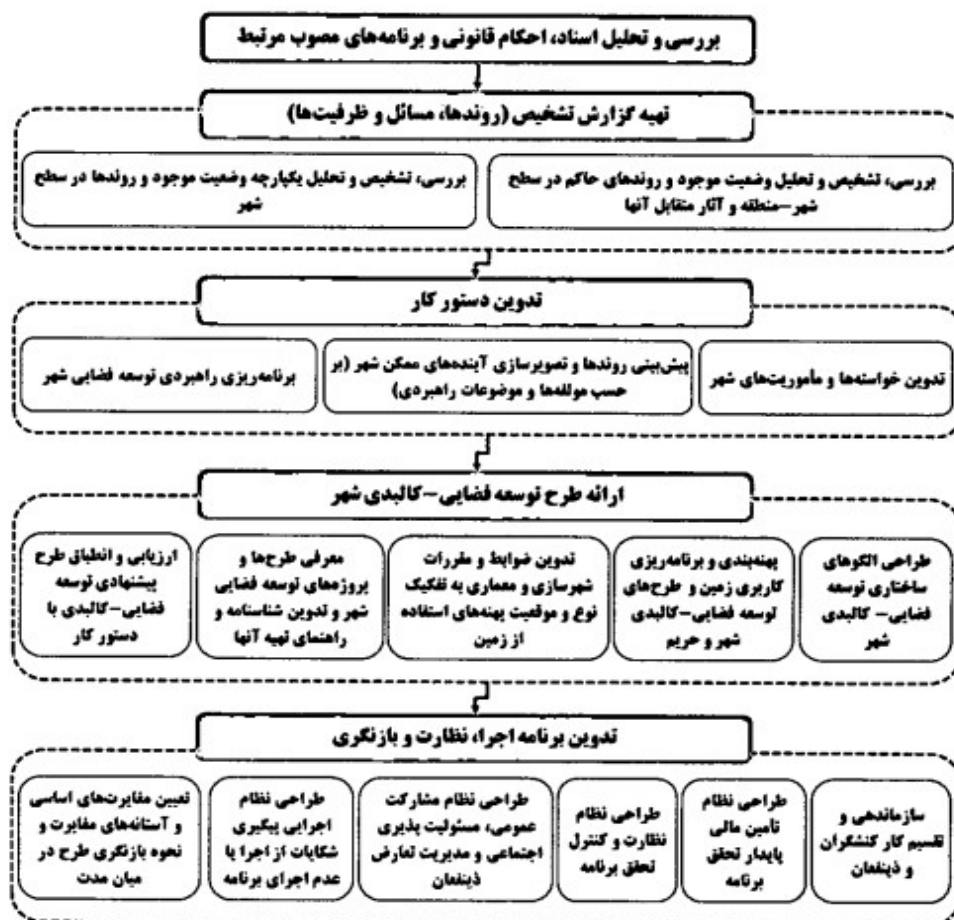 بررسی و تحلیل اسناد، احکام قانونی و برنامه‌های مصوب مرتبط
تهیه گزارش تشخیص (روندها، مسائل و ظرفیت‌ها)
بررسی، تشخیص و تحلیل وضعیت موجود و روندهای حاکم در سطح
شهر–منطقه و آثار متقابل آنها
بررسی، تشخیص و تحلیل یکپارچه وضعیت موجود و روندها در سطح
شهر
تدوین دستور کار
تدوین خواسته‌ها و مأموریت‌های شهر
پیش‌بینی روندها و تصویرسازی آینده‌های ممکن شهر (بر
حسب مولفه‌ها و موضوعات راهبردی)
برنامه‌ریزی راهبردی توسعه فضایی شهر
ارائه طرح توسعه فضایی–کالبدی شهر
طراحی الگوهای
ساختاری توسعه
فضایی– کالبدی
شهر
پهنه‌بندی و برنامه‌ریزی
کاربری زمین و طرح‌های
توسعه فضایی–کالبدی
شهر و حریم
تدوین ضوابط و مقررات
شهرسازی و معماری به تفکیک
نوع و موقعیت پهنه‌های استفاده
از زمین
معرفی طرح‌ها و
پروژه‌های توسعه فضایی
شهر و تدوین شناسنامه و
راهنمای تهیه آنها
ارزیابی و انطباق طرح
پیشنهادی توسعه
فضایی–کالبدی با
دستور کار
تدوین برنامه اجرا، نظارت و بازنگری
سازماندهی و
تقسیم کار کنشگران
و ذینفعان
طراحی نظام
تأمین مالی
پایدار تحقق
برنامه
طراحی نظام
نظارت و کنترل
تحقق برنامه
طراحی نظام مشارکت
عمومی، مسئولیت پذیری
اجتماعی و مدیریت تعارض
ذینفعان
طراحی نظام
اجرایی پیگیری
شکایات از اجرا یا
عدم اجرای برنامه
تعیین مغایرت‌های اساسی
و آستانه‌های مغایرت و
نحوه بازنگری طرح در
میان مدت